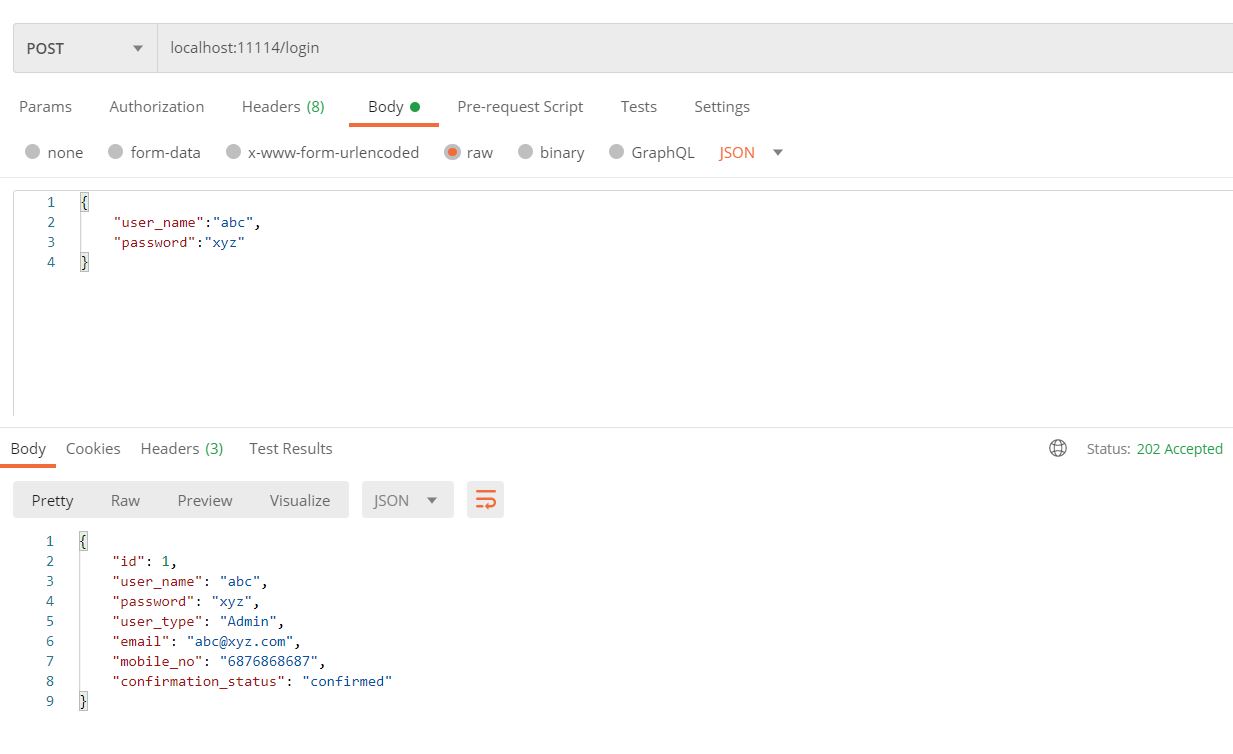 POST localhost:11114/login
Params Authorization Headers (8) Body Pre-request Script Tests Settings
none form-data x-www-form-urlencoded raw binary GraphQL JSON
1 {
2 "user_name":"abc",
3 "password":"xyz"
4 }
Body Cookies Headers (3) Test Results Status: 202 Accepted
Pretty Raw Preview Visualize JSON
1 {
2 "id": 1,
3 "user_name": "abc",
4 "password": "xyz",
5 "user_type": "Admin",
6 "email": "abc@xyz.com",
7 "mobile_no": "6876868687",
8 "confirmation_status": "confirmed"
9 }